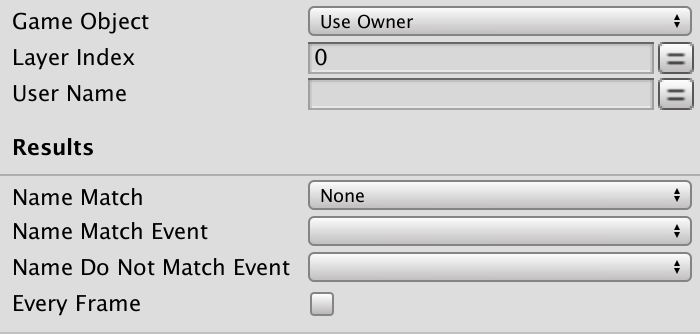 Game Object Use Owner
Layer Index 0
User Name
Results
Name Match None
Name Match Event
Name Do Not Match Event
Every Frame